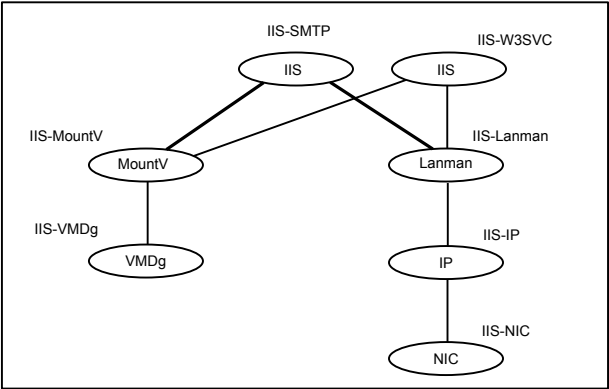 IIS-SMTP
IIS-W3SVC
IIS
IIS
IIS-MountV
IIS-Lanman
MountV
Lanman
IIS-VMDg
IIS-IP
VMDg
IP
IIS-NIC
NIC